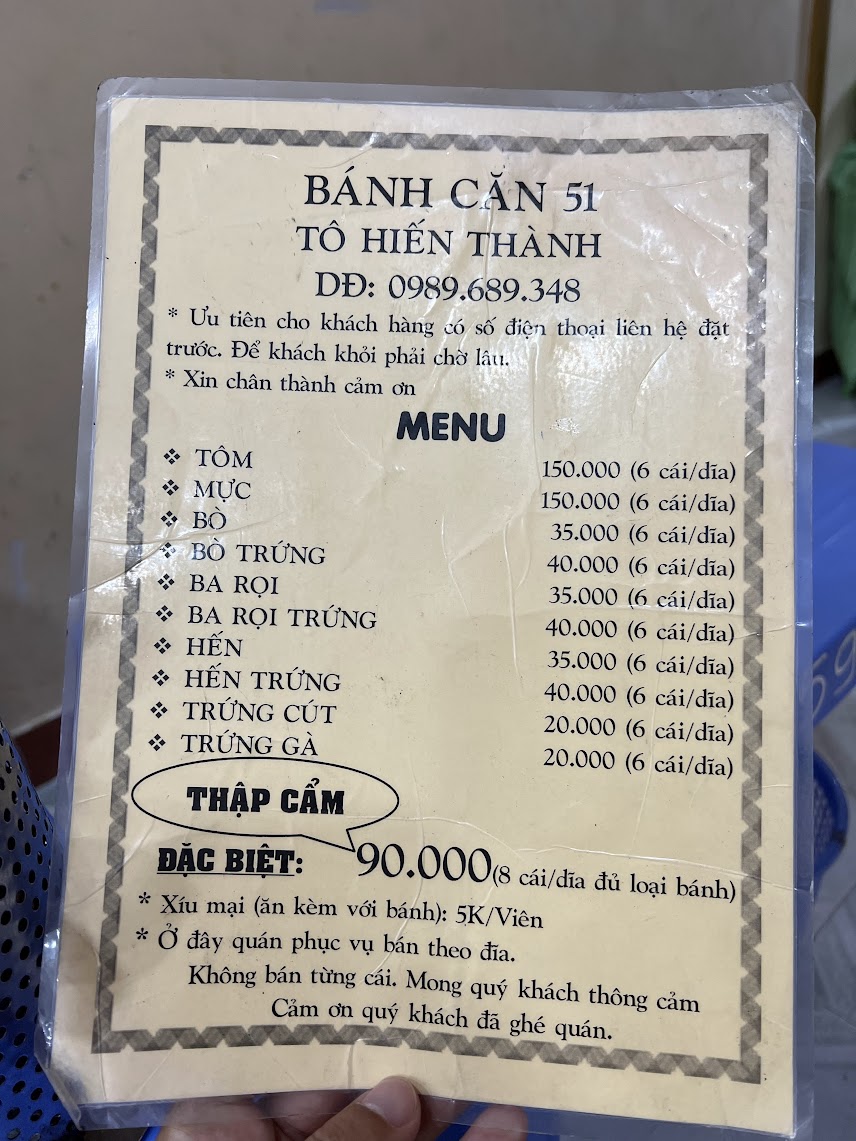 BÁNH CĂN 51
TÔ HIẾN THÀNH
DĐ: 0989.689.348
* Ưu tiên cho khách hàng có số điện thoại liên hệ đặt
trước. Để khách khỏi phải chờ lâu.
* Xin chân thành cảm ơn
MENU
❖ TÔM 150.000 (6 cái/dĩa)
❖ MỰC 150.000 (6 cái/dĩa)
❖ BÒ 35.000 (6 cái/dĩa)
❖ BÒ TRỨNG 40.000 (6 cái/dĩa)
❖ BA RỌI 35.000 (6 cái/dĩa)
❖ BA RỌI TRỨNG 40.000 (6 cái/dĩa)
❖ HẾN 35.000 (6 cái/dĩa)
❖ HẾN TRỨNG 40.000 (6 cái/dĩa)
❖ TRỨNG CÚT 20.000 (6 cái/dĩa)
❖ TRỨNG GÀ 20.000 (6 cái/dĩa)
THẬP CẨM
ĐẶC BIỆT: 90.000(8 cái/dĩa đủ loại bánh)
* Xíu mại (ăn kèm với bánh): 5K/Viên
* Ở đây quán phục vụ bán theo đĩa.
Không bán từng cái. Mong quý khách thông cảm
Cảm ơn quý khách đã ghé quán.